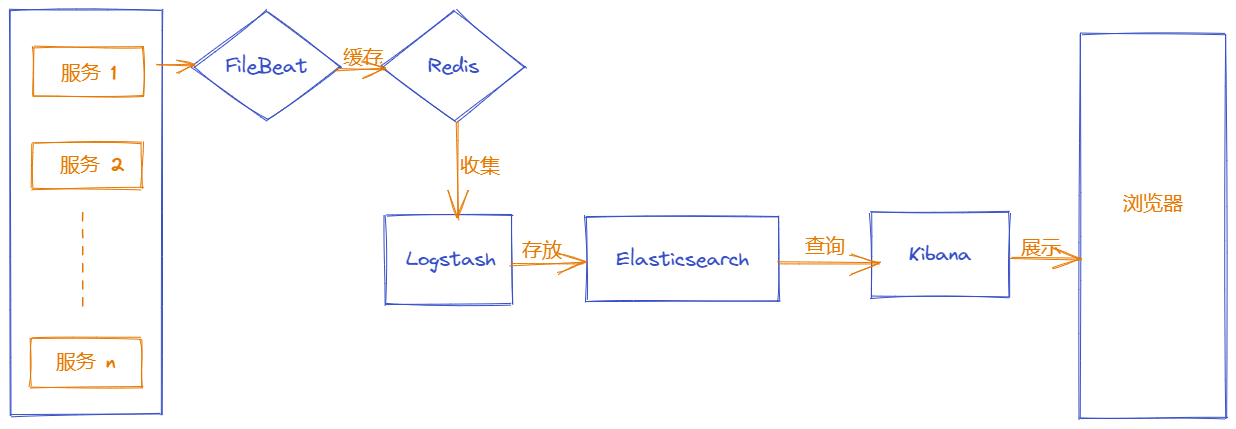 服务 1
服务 2
服务 n
FileBeat
缓存
Redis
收集
Logstash
存放
Elasticsearch
查询
Kibana
展示
浏览器